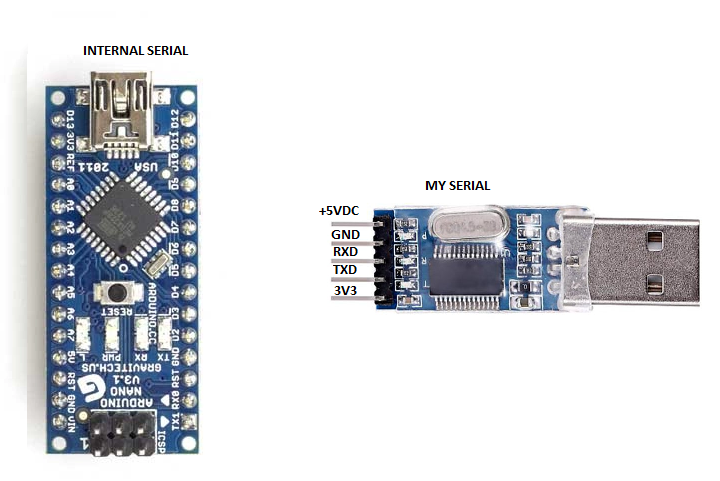 INTERNAL SERIAL
D13
3V3
REF
A0
A1
A2
A3
A4
A5
A6
A7
5V
RST
GND
VIN
D12
D11
D10
D9
D8
D7
D6
D5
D4
D3
D2
GND
RST
RX0
TX1
2011
USA
RESET
ARDUINO.CC
L
PWR
RX
TX
GRAVITECH.US
ARDUINO
NANO
V3.1
G
1
ICSP
MY SERIAL
+5VDC
GND
RXD
TXD
3V3
P
R
T